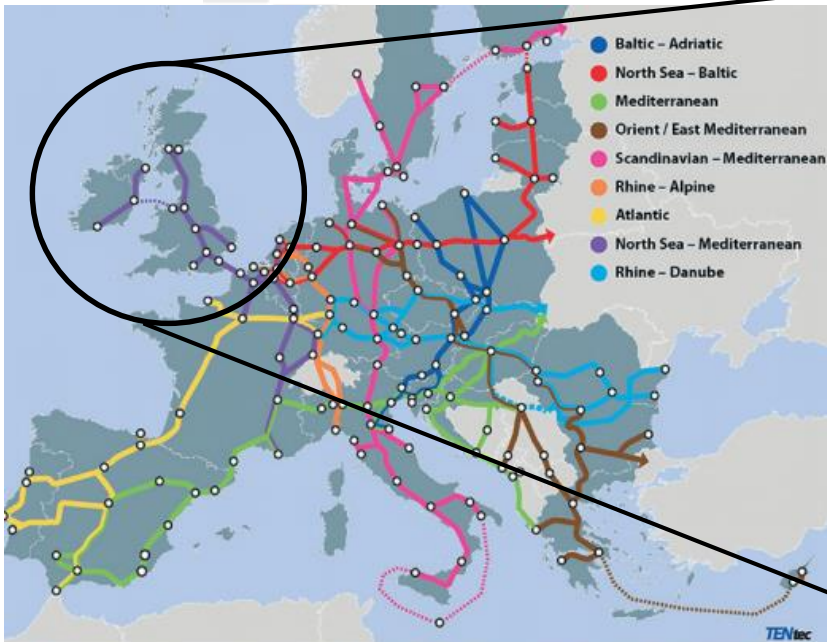 Baltic – Adriatic
North Sea – Baltic
Mediterranean
Orient / East Mediterranean
Scandinavian – Mediterranean
Rhine – Alpine
Atlantic
North Sea – Mediterranean
Rhine – Danube
TENtec